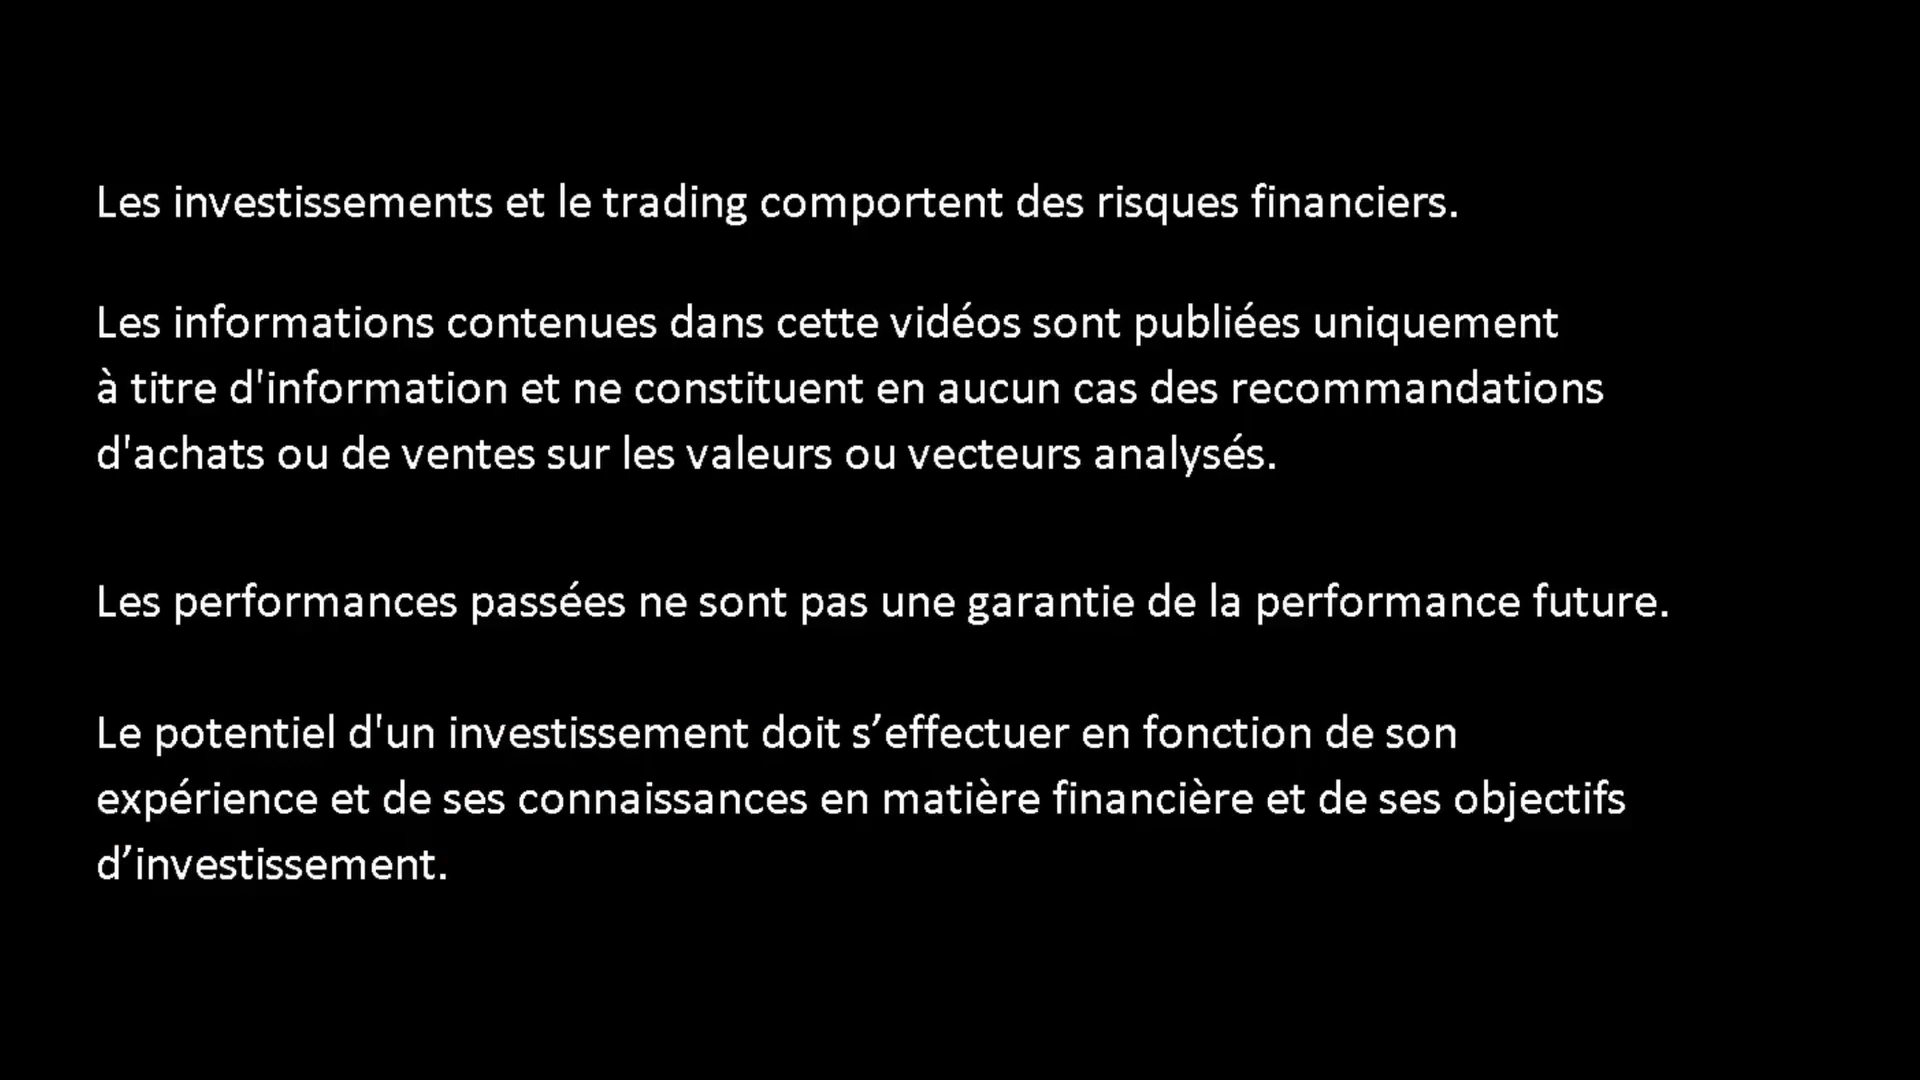 Les investissements et le trading comportent des risques financiers.
Les informations contenues dans cette vidéos sont publiées uniquement
à titre d'information et ne constituent en aucun cas des recommandations
d'achats ou de ventes sur les valeurs ou vecteurs analysés.
Les performances passées ne sont pas une garantie de la performance future.
Le potentiel d'un investissement doit s’effectuer en fonction de son
expérience et de ses connaissances en matière financière et de ses objectifs
d’investissement.